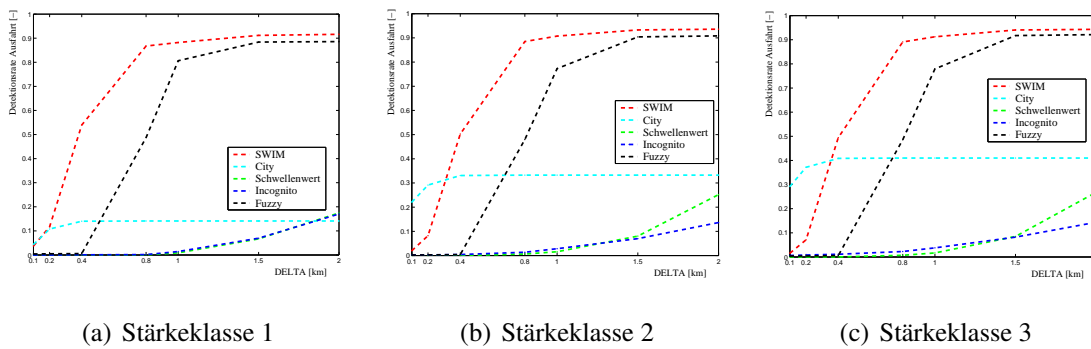 Detektionsrate Ausfahrt [–]
1
0.9
0.8
0.7
0.6
0.5
0.4
0.3
0.2
0.1
0
SWIM
City
Schwellenwert
Incognito
Fuzzy
0.1 0.2 0.4 0.8 1 1.5 2
DELTA [km]
(a) Stärkeklasse 1
Detektionsrate Ausfahrt [–]
1
0.9
0.8
0.7
0.6
0.5
0.4
0.3
0.2
0.1
0
SWIM
City
Schwellenwert
Incognito
Fuzzy
0.1 0.2 0.4 0.8 1 1.5 2
DELTA [km]
(b) Stärkeklasse 2
Detektionsrate Ausfahrt [–]
1
0.9
0.8
0.7
0.6
0.5
0.4
0.3
0.2
0.1
0
SWIM
City
Schwellenwert
Incognito
Fuzzy
0.1 0.2 0.4 0.8 1 1.5
DELTA [km]
(c) Stärkeklasse 3